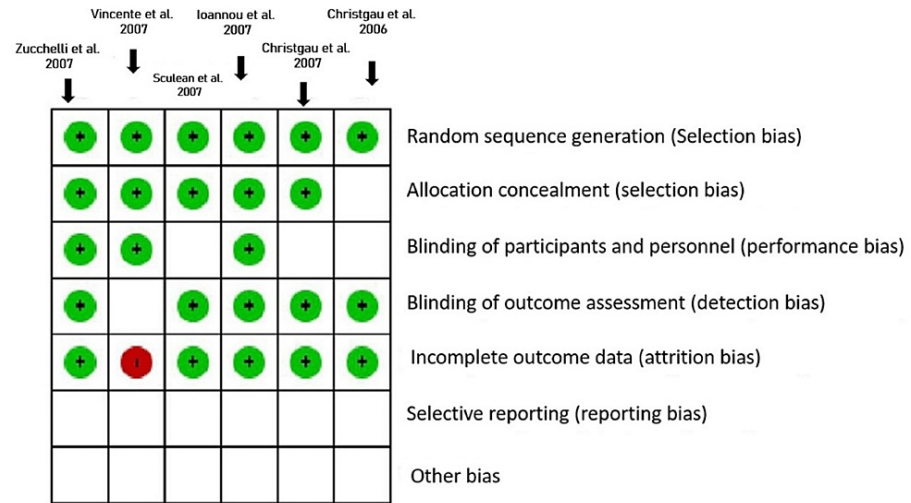 Zucchelli et al.
2007
Vincente et al.
2007
Sculean et al.
2007
Ioannou et al.
2007
Christgau et al.
2007
Christgau et al.
2006
+ + + + + + Random sequence generation (Selection bias)
+ + + + + Allocation concealment (selection bias)
+ + + Blinding of participants and personnel (performance bias)
+ + + + + Blinding of outcome assessment (detection bias)
+ + + + + Incomplete outcome data (attrition bias)
Selective reporting (reporting bias)
Other bias